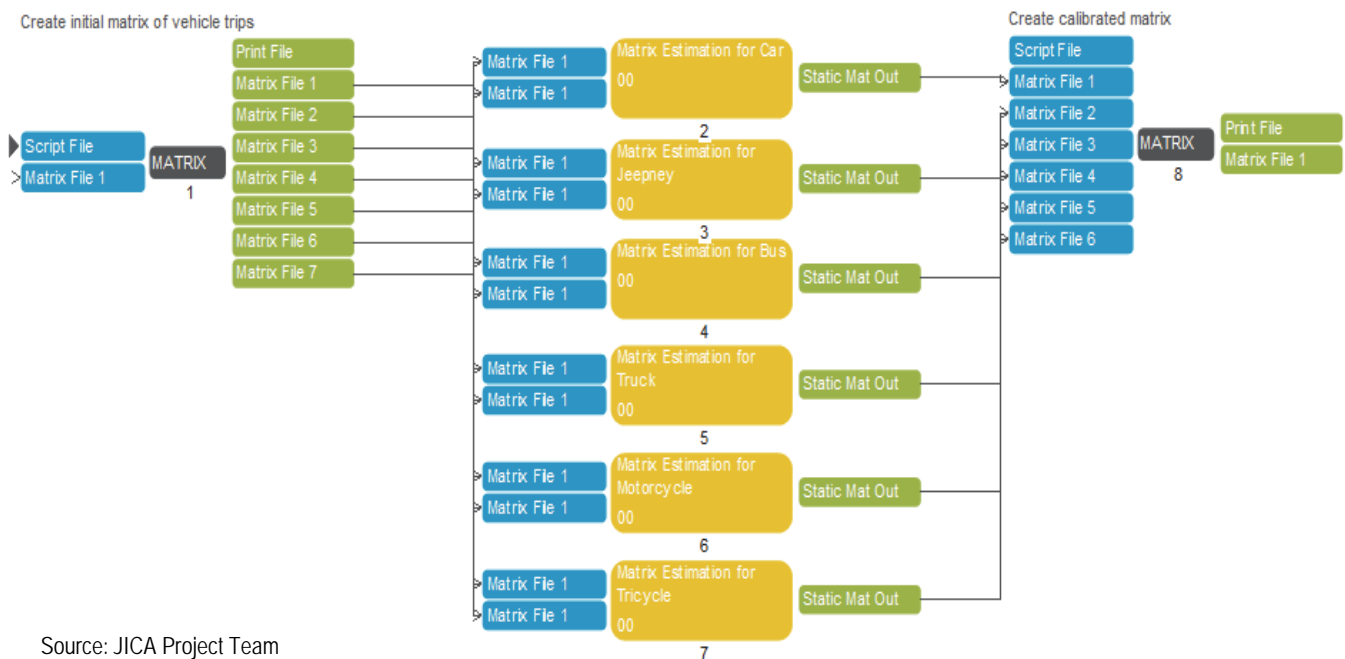 Create initial matrix of vehicle trips
Script File
Matrix File 1
MATRIX
1
Print File
Matrix File 1
Matrix File 2
Matrix File 3
Matrix File 4
Matrix File 5
Matrix File 6
Matrix File 7
Matrix File 1
Matrix File 1
Matrix Estimation for Car
00
2
Static Mat Out
Matrix File 1
Matrix File 1
Matrix Estimation for
Jeepney
00
3
Static Mat Out
Matrix File 1
Matrix File 1
Matrix Estimation for Bus
00
4
Static Mat Out
Matrix File 1
Matrix File 1
Matrix Estimation for
Truck
00
5
Static Mat Out
Matrix File 1
Matrix File 1
Matrix Estimation for
Motorcycle
00
6
Static Mat Out
Matrix File 1
Matrix File 1
Matrix Estimation for
Tricycle
00
7
Static Mat Out
Create calibrated matrix
Script File
Matrix File 1
Matrix File 2
Matrix File 3
Matrix File 4
Matrix File 5
Matrix File 6
MATRIX
8
Print File
Matrix File 1
Source: JICA Project Team